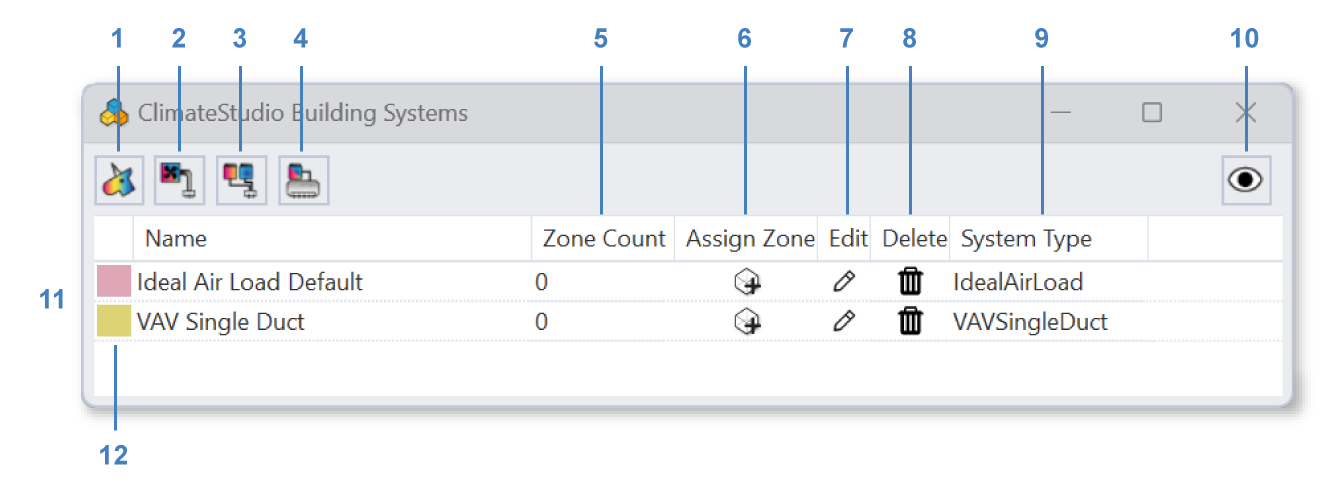 1 2 3 4 5 6 7 8 9 10
ClimateStudio Building Systems
Name Zone Count Assign Zone Edit Delete System Type
Ideal Air Load Default 0 IdealAirLoad
11
VAV Single Duct 0 VAVSingleDuct
12